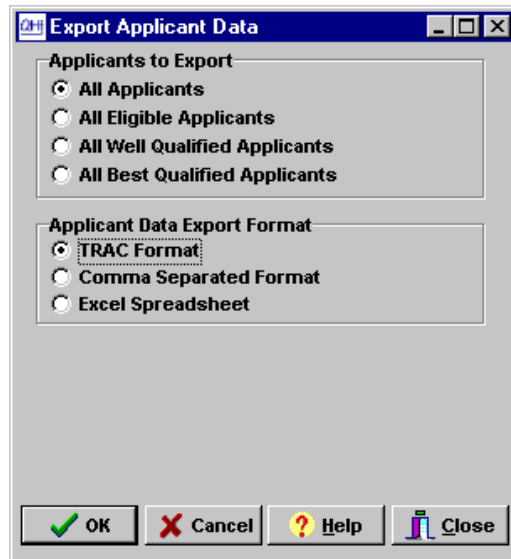 QHi Export Applicant Data
Applicants to Export
All Applicants
All Eligible Applicants
All Well Qualified Applicants
All Best Qualified Applicants
Applicant Data Export Format
TRAC Format
Comma Separated Format
Excel Spreadsheet
OK Cancel ? Help Close